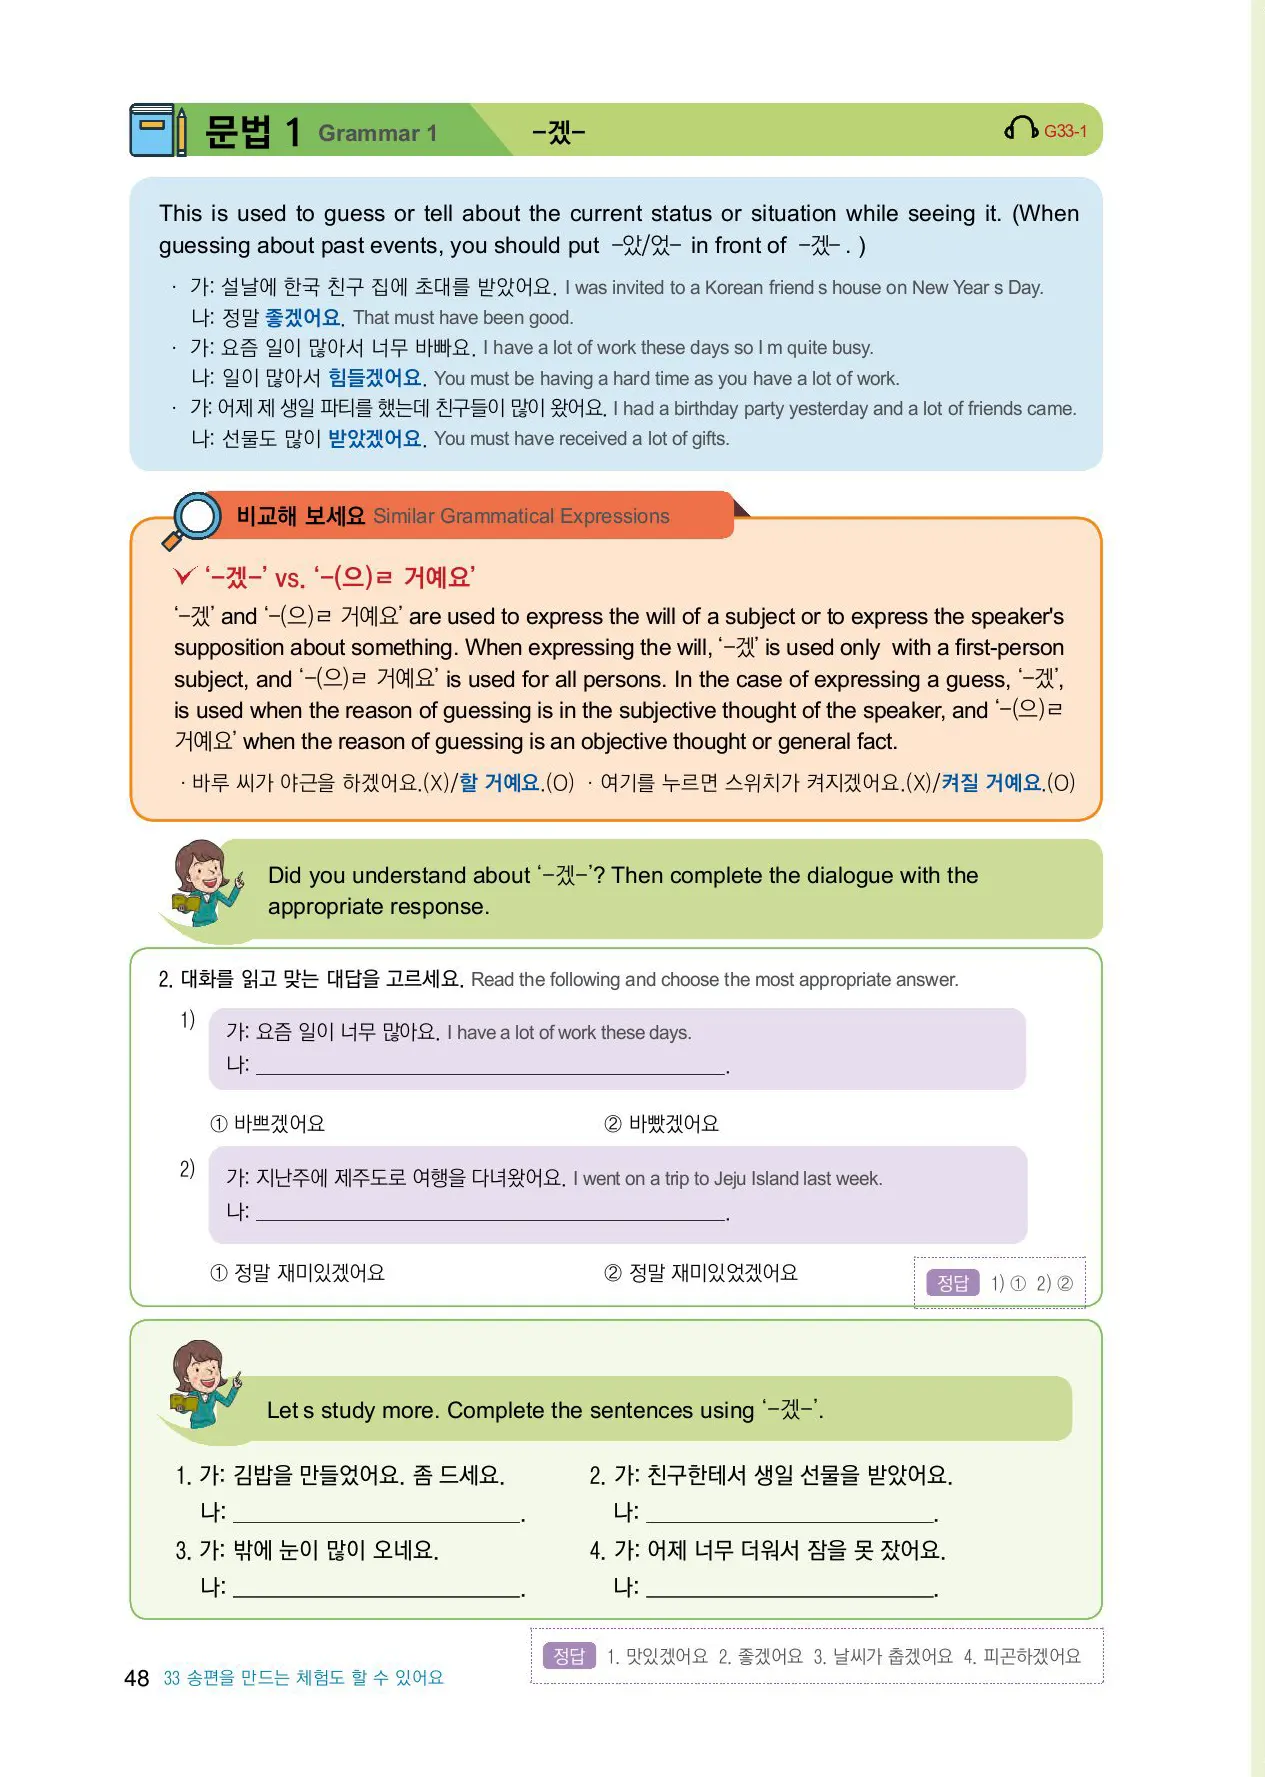 문법 1 Grammar 1 -겠- G33-1
This is used to guess or tell about the current status or situation while seeing it. (When
guessing about past events, you should put -았/었- in front of -겠- . )
· 가: 설날에 한국 친구 집에 초대를 받았어요. I was invited to a Korean friend s house on New Year s Day.
나: 정말 좋겠어요. That must have been good.
· 가: 요즘 일이 많아서 너무 바빠요. I have a lot of work these days so I m quite busy.
나: 일이 많아서 힘들겠어요. You must be having a hard time as you have a lot of work.
· 가: 어제 제 생일 파티를 했는데 친구들이 많이 왔어요. I had a birthday party yesterday and a lot of friends came.
나: 선물도 많이 받았겠어요. You must have received a lot of gifts.
비교해 보세요 Similar Grammatical Expressions
‘-겠-’ vs. ‘-(으)ㄹ 거예요’
‘-겠’ and ‘-(으)ㄹ 거예요’ are used to express the will of a subject or to express the speaker's
supposition about something. When expressing the will, ‘-겠’ is used only with a first-person
subject, and ‘-(으)ㄹ 거예요’ is used for all persons. In the case of expressing a guess, ‘-겠’,
is used when the reason of guessing is in the subjective thought of the speaker, and ‘-(으)ㄹ
거예요’ when the reason of guessing is an objective thought or general fact.
· 바루 씨가 야근을 하겠어요.(X)/할 거예요.(O) · 여기를 누르면 스위치가 켜지겠어요.(X)/켜질 거예요.(O)
Did you understand about ‘-겠-’? Then complete the dialogue with the
appropriate response.
2. 대화를 읽고 맞는 대답을 고르세요. Read the following and choose the most appropriate answer.
1) 가: 요즘 일이 너무 많아요. I have a lot of work these days.
나: ____________________.
① 바쁘겠어요 ② 바빴겠어요
2) 가: 지난주에 제주도로 여행을 다녀왔어요. I went on a trip to Jeju Island last week.
나: ____________________.
① 정말 재미있겠어요 ② 정말 재미있었겠어요
정답 1) ① 2) ②
Let s study more. Complete the sentences using ‘-겠-’.
1. 가: 김밥을 만들었어요. 좀 드세요. 2. 가: 친구한테서 생일 선물을 받았어요.
나: ____________________. 나: ____________________.
3. 가: 밖에 눈이 많이 오네요. 4. 가: 어제 너무 더워서 잠을 못 잤어요.
나: ____________________. 나: ____________________.
정답 1. 맛있겠어요 2. 좋겠어요 3. 날씨가 춥겠어요 4. 피곤하겠어요
48 33 송편을 만드는 체험도 할 수 있어요